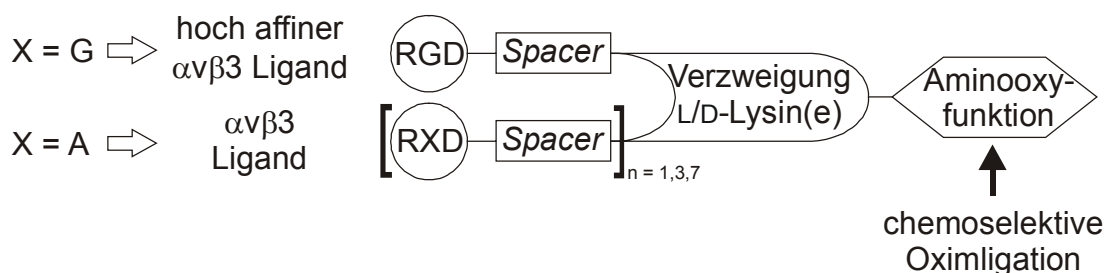 X = G
hoch affiner
αvβ3 Ligand
RGD
Spacer
X = A
αvβ3
Ligand
[RXD
Spacer]
n = 1,3,7
Verzweigung
L/D-Lysin(e)
Aminooxy-
funktion
chemoselektive
Oximligation